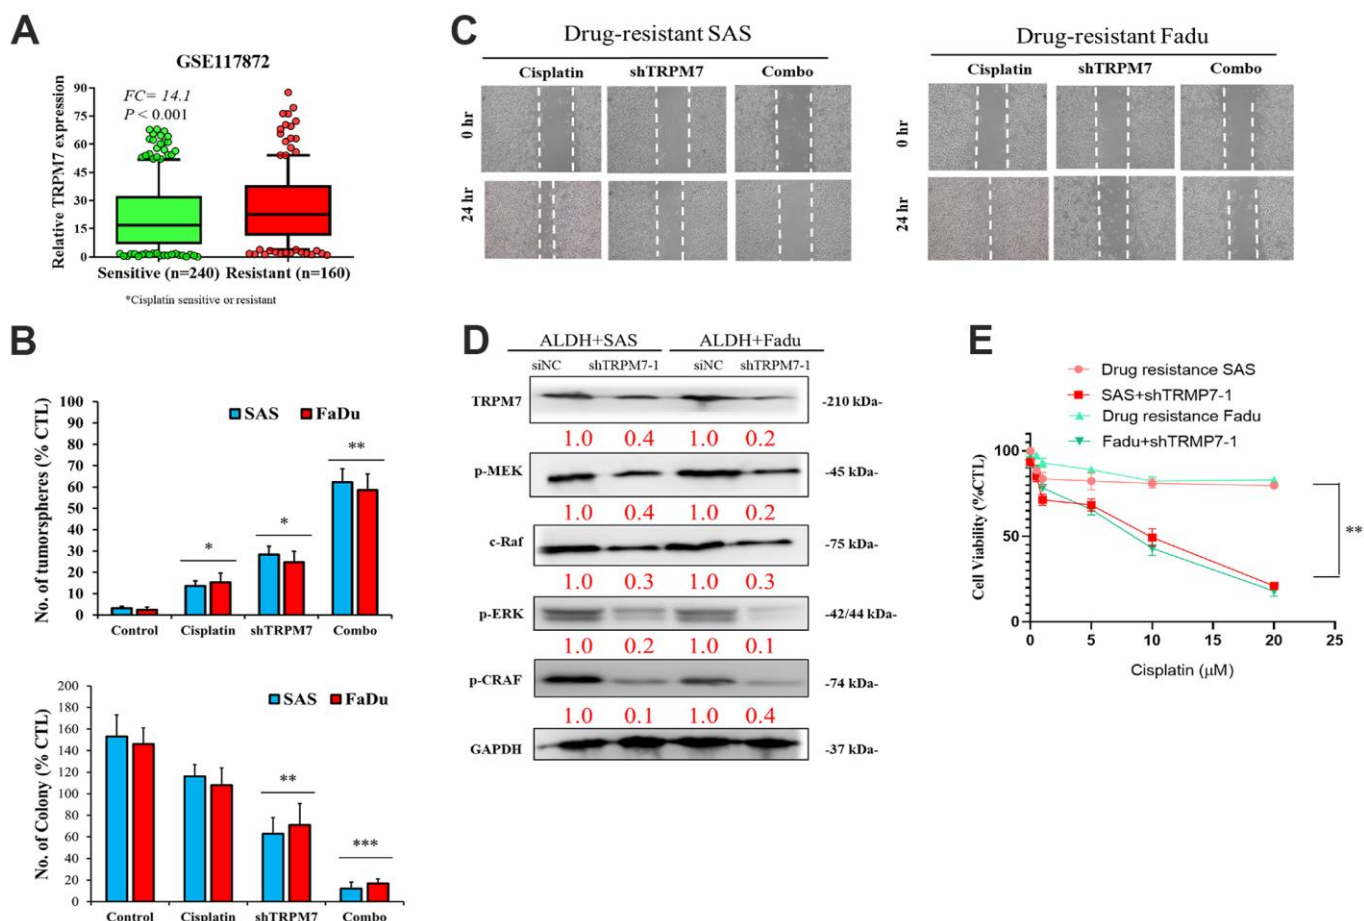 A
GSE117872
FC= 14.1
P < 0.001
Relative TRPM7 expression
90
75
60
45
30
15
0
Sensitive (n=240) Resistant (n=160)
*Cisplatin sensitive or resistant
B
No. of tumorspheres (% CTL)
100
90
80
70
60
50
40
30
20
10
0
SAS FaDu
* * **
Control Cisplatin shTRPM7 Combo
No. of Colony (% CTL)
200
180
160
140
120
100
80
60
40
20
0
SAS FaDu
** ***
Control Cisplatin shTRPM7 Combo
C
Drug-resistant SAS
Cisplatin shTRPM7 Combo
0 hr
24 hr
Drug-resistant Fadu
Cisplatin shTRPM7 Combo
0 hr
24 hr
D
ALDH+SAS ALDH+Fadu
siNC shTRPM7-1 siNC shTRPM7-1
TRPM7 -210 kDa-
1.0 0.4 1.0 0.2
p-MEK -45 kDa-
1.0 0.4 1.0 0.2
c-Raf -75 kDa-
1.0 0.3 1.0 0.3
p-ERK -42/44 kDa-
1.0 0.2 1.0 0.1
p-CRAF -74 kDa-
1.0 0.1 1.0 0.4
GAPDH -37 kDa-
E
Drug resistance SAS
SAS+shTRMP7-1
Drug resistance Fadu
Fadu+shTRMP7-1
Cell Viability (%CTL)
100
50
0
**
0 5 10 15 20 25
Cisplatin (μM)